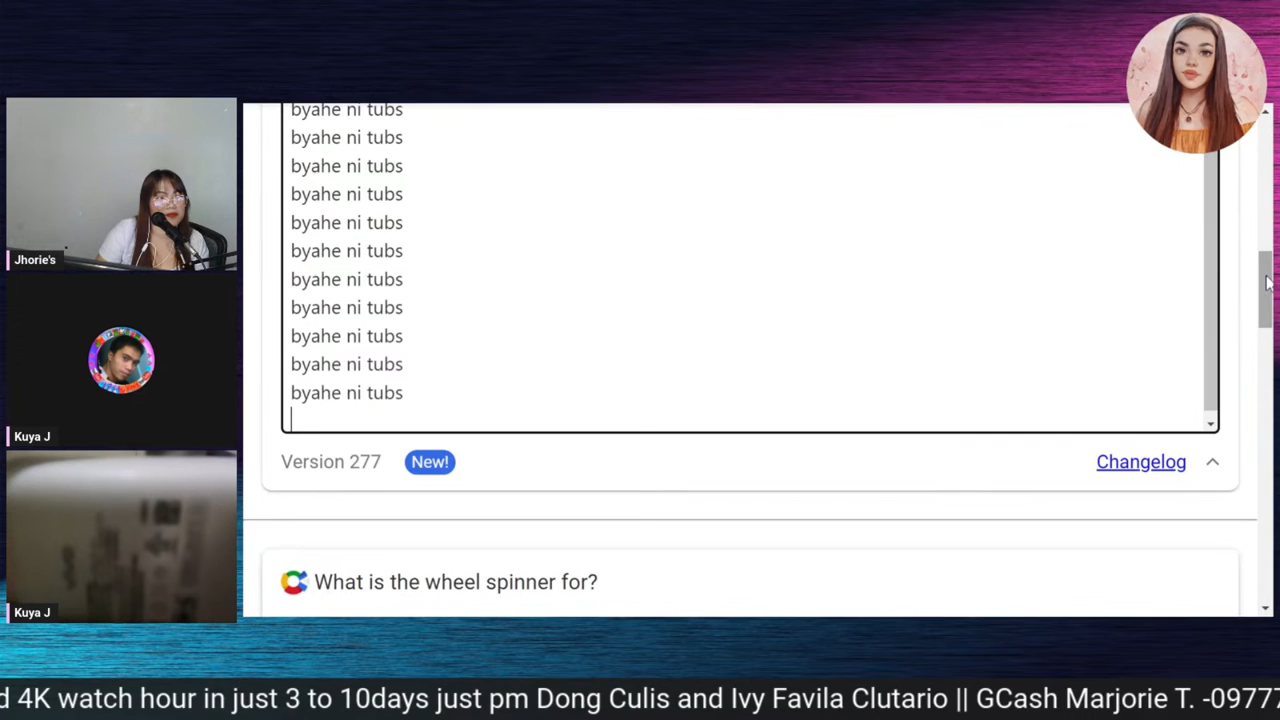 byahe ni tubs
byahe ni tubs
byahe ni tubs
byahe ni tubs
byahe ni tubs
byahe ni tubs
byahe ni tubs
byahe ni tubs
byahe ni tubs
byahe ni tubs
byahe ni tubs
Version 277 New! Changelog
What is the wheel spinner for?
Jhorie's
Kuya J
Kuya J
4K watch hour in just 3 to 10days just pm Dong Culis and Ivy Favila Clutario || GCash Marjorie T. -0977